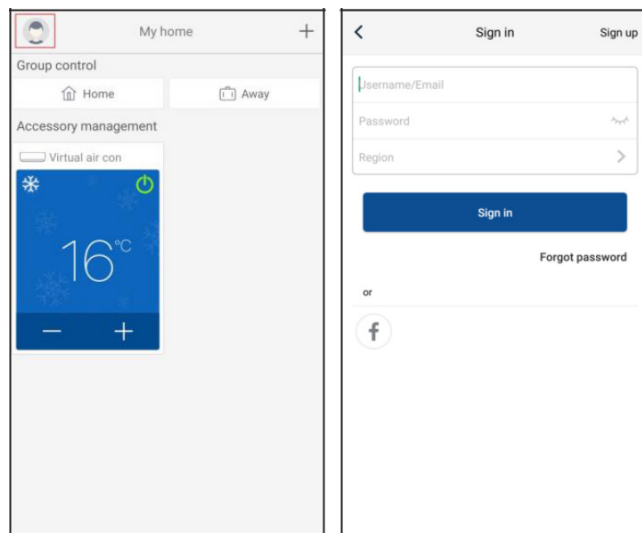 My home
+
Group control
Home
Away
Accessory management
Virtual air con
16°C
− +
Sign in
Sign up
Username/Email
Password
Region
Sign in
Forgot password
or
f